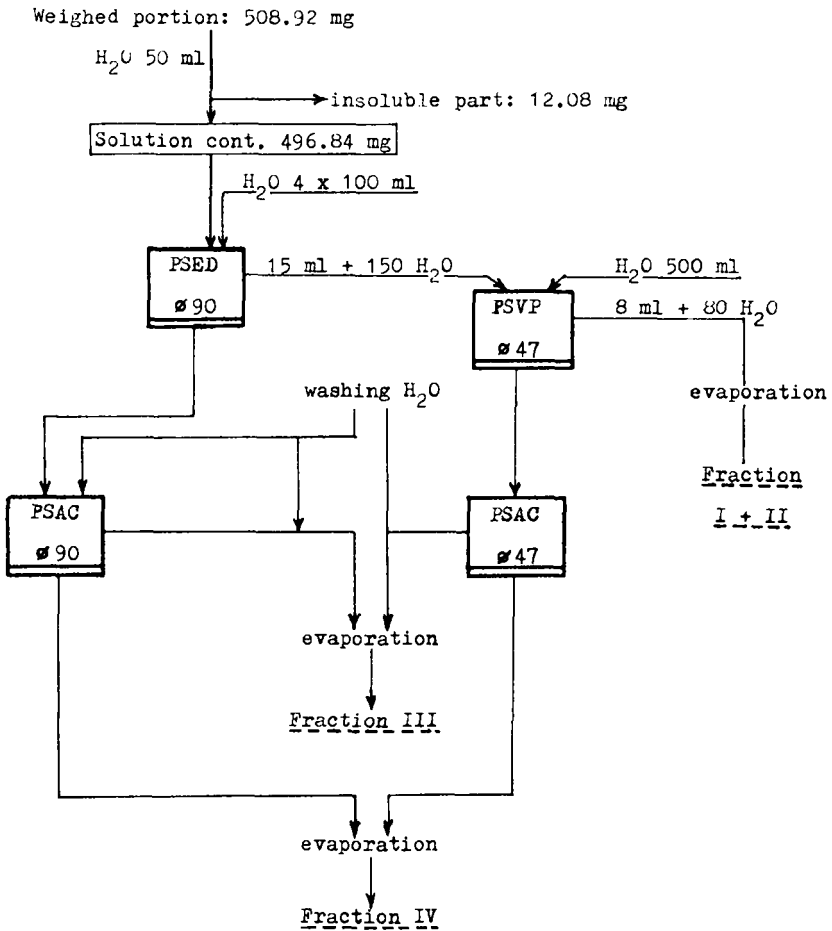 Weighed portion: 508.92 mg
H₂O 50 ml
insoluble part: 12.08 mg
Solution cont. 496.84 mg
H₂O 4 x 100 ml
PSED
ø 90
15 ml + 150 H₂O
H₂O 500 ml
PSVP
ø 47
8 ml + 80 H₂O
washing H₂O
evaporation
Fraction
I + II
PSAC
ø 90
PSAC
ø 47
evaporation
Fraction III
evaporation
Fraction IV